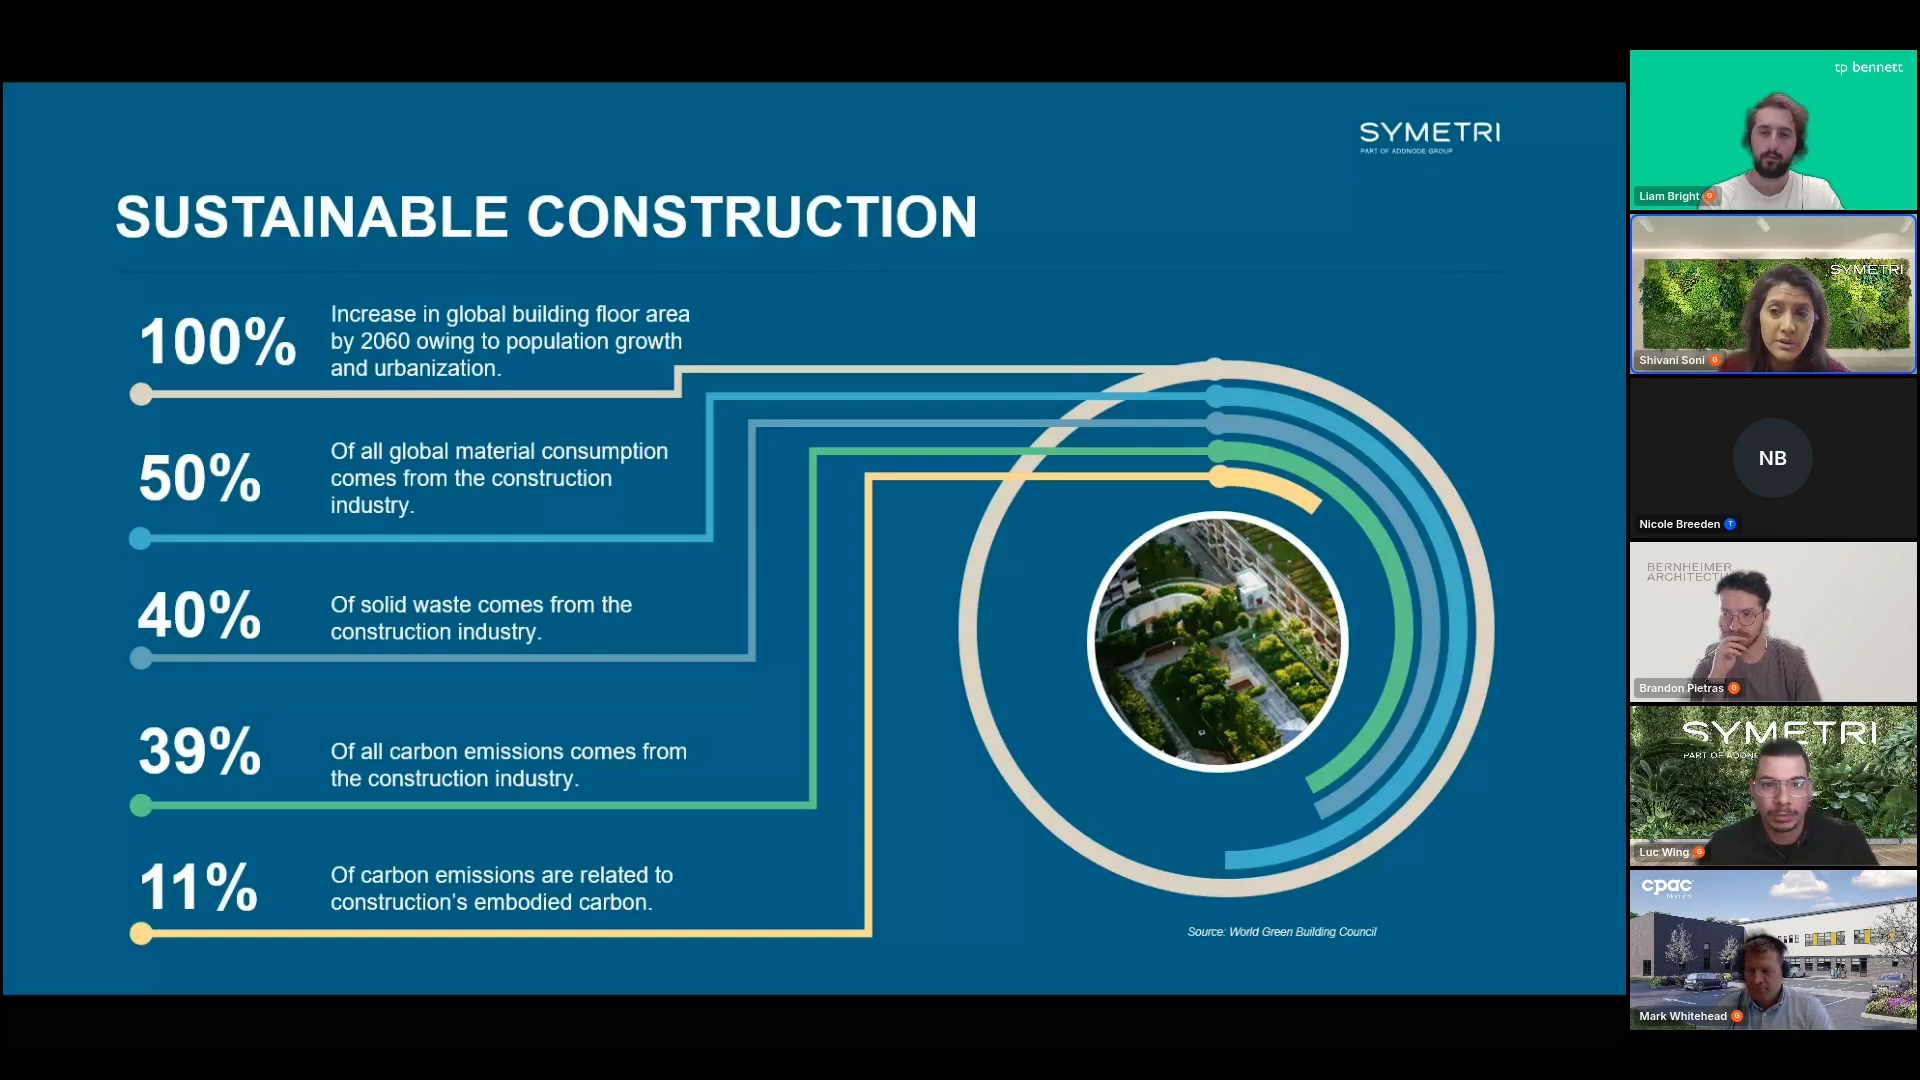 SYMETRI
PART OF ADDNODE GROUP
SUSTAINABLE CONSTRUCTION
100%
Increase in global building floor area
by 2060 owing to population growth
and urbanization.
50%
Of all global material consumption
comes from the construction
industry.
40%
Of solid waste comes from the
construction industry.
39%
Of all carbon emissions comes from
the construction industry.
11%
Of carbon emissions are related to
construction's embodied carbon.
Source: World Green Building Council
tp bennett
Liam Bright G
SYMETRI
Shivani Soni G
NB
Nicole Breeden T
BERNHEIMER
Brandon Pietras G
SYMETRI
PART OF
Luc Wing G
cpac
Mark Whitehead G